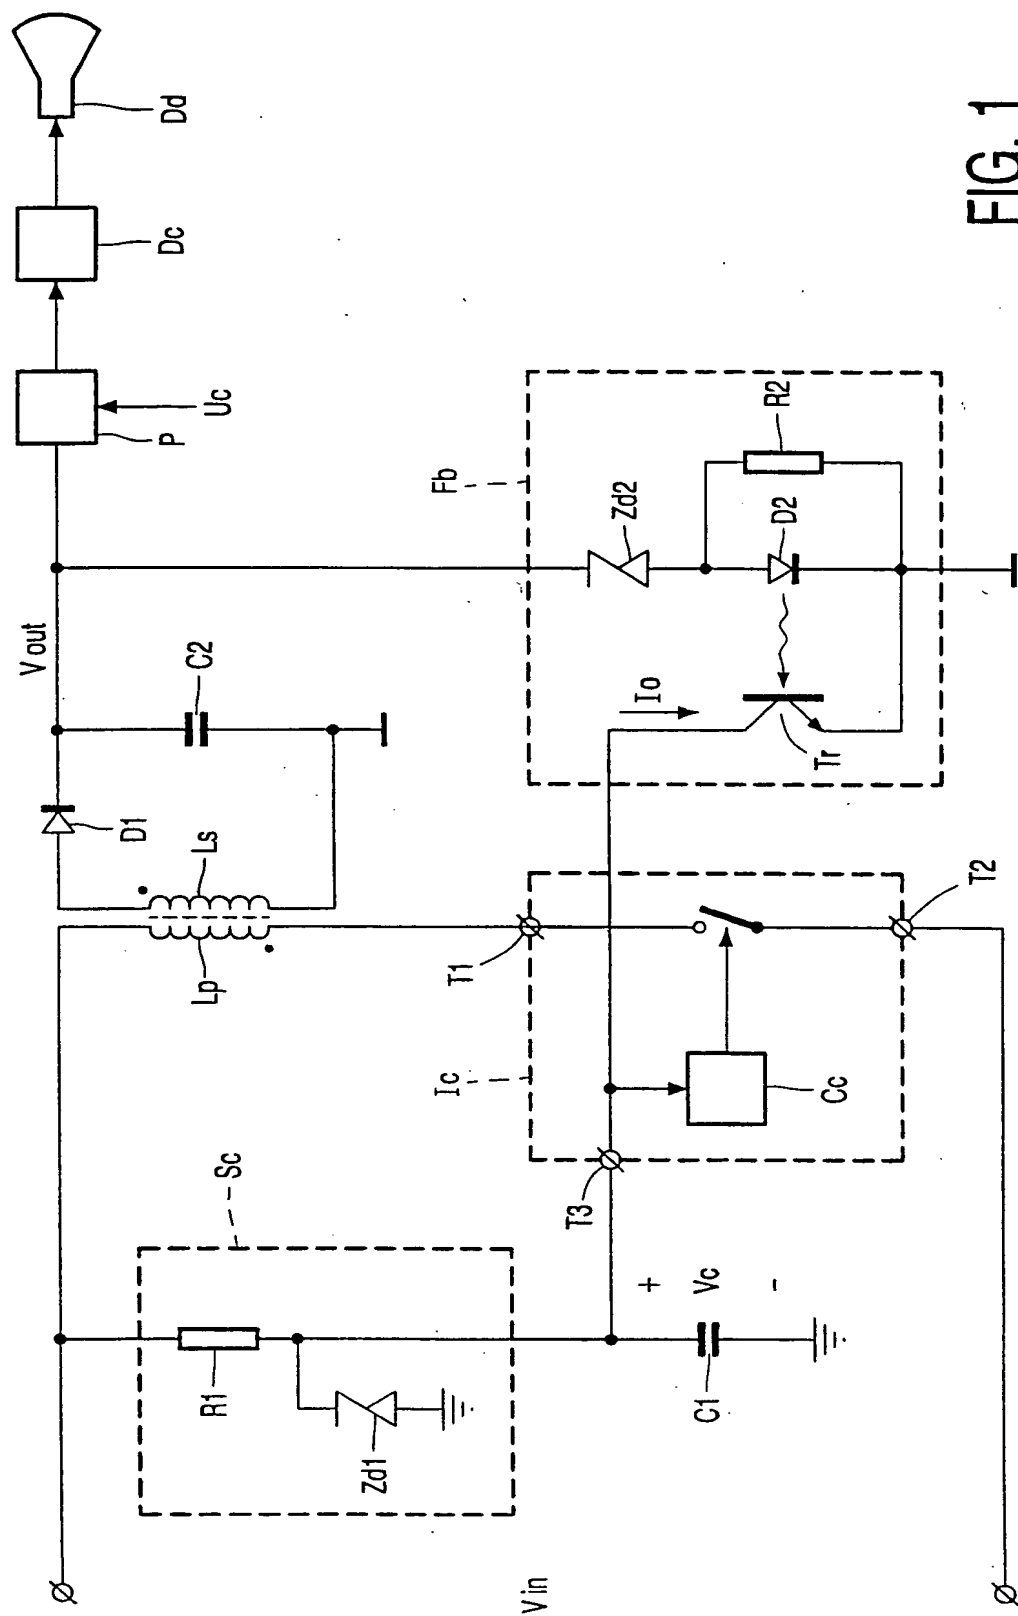 Dd
Dc
P
Uc
Vout
C2
D1
Ls
Lp
Fb
Zd2
R2
D2
Io
Tr
T1
T2
Ic
Cc
T3
Sc
R1
Zd1
+
Vc
-
C1
Vin
FIG. 1